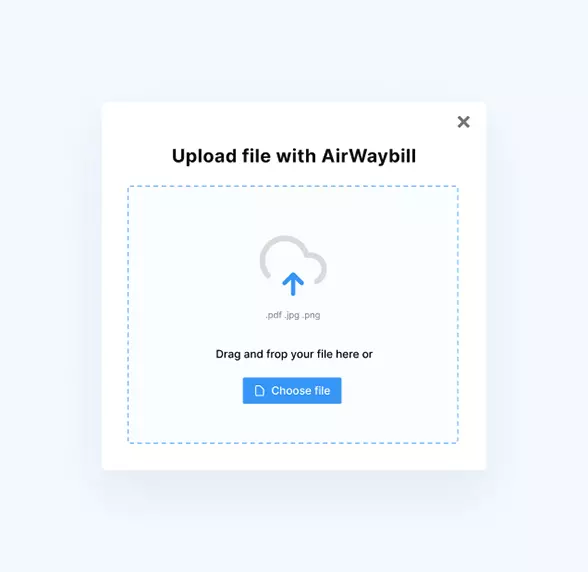 Upload file with AirWaybill
.pdf .jpg .png
Drag and frop your file here or
Choose file